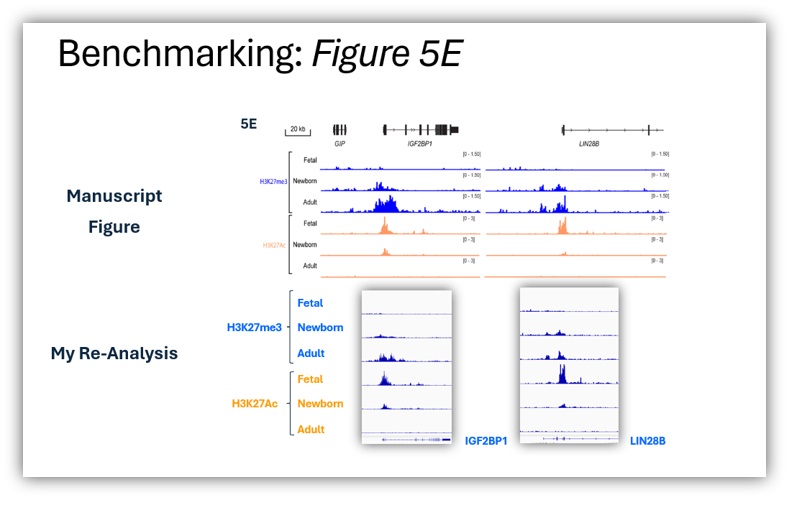 Benchmarking: Figure 5E
5E
20 kb
GIP
IGF2BP1
LIN28B
Manuscript
Figure
H3K27me3
Fetal
[0 - 1.50]
[0 - 1.50]
Newborn
[0 - 1.50]
[0 - 1.50]
Adult
[0 - 1.50]
[0 - 1.50]
H3K27Ac
Fetal
[0 - 3]
[0 - 3]
Newborn
[0 - 3]
[0 - 3]
Adult
[0 - 3]
[0 - 3]
My Re-Analysis
H3K27me3
Fetal
Newborn
Adult
H3K27Ac
Fetal
Newborn
Adult
IGF2BP1
LIN28B